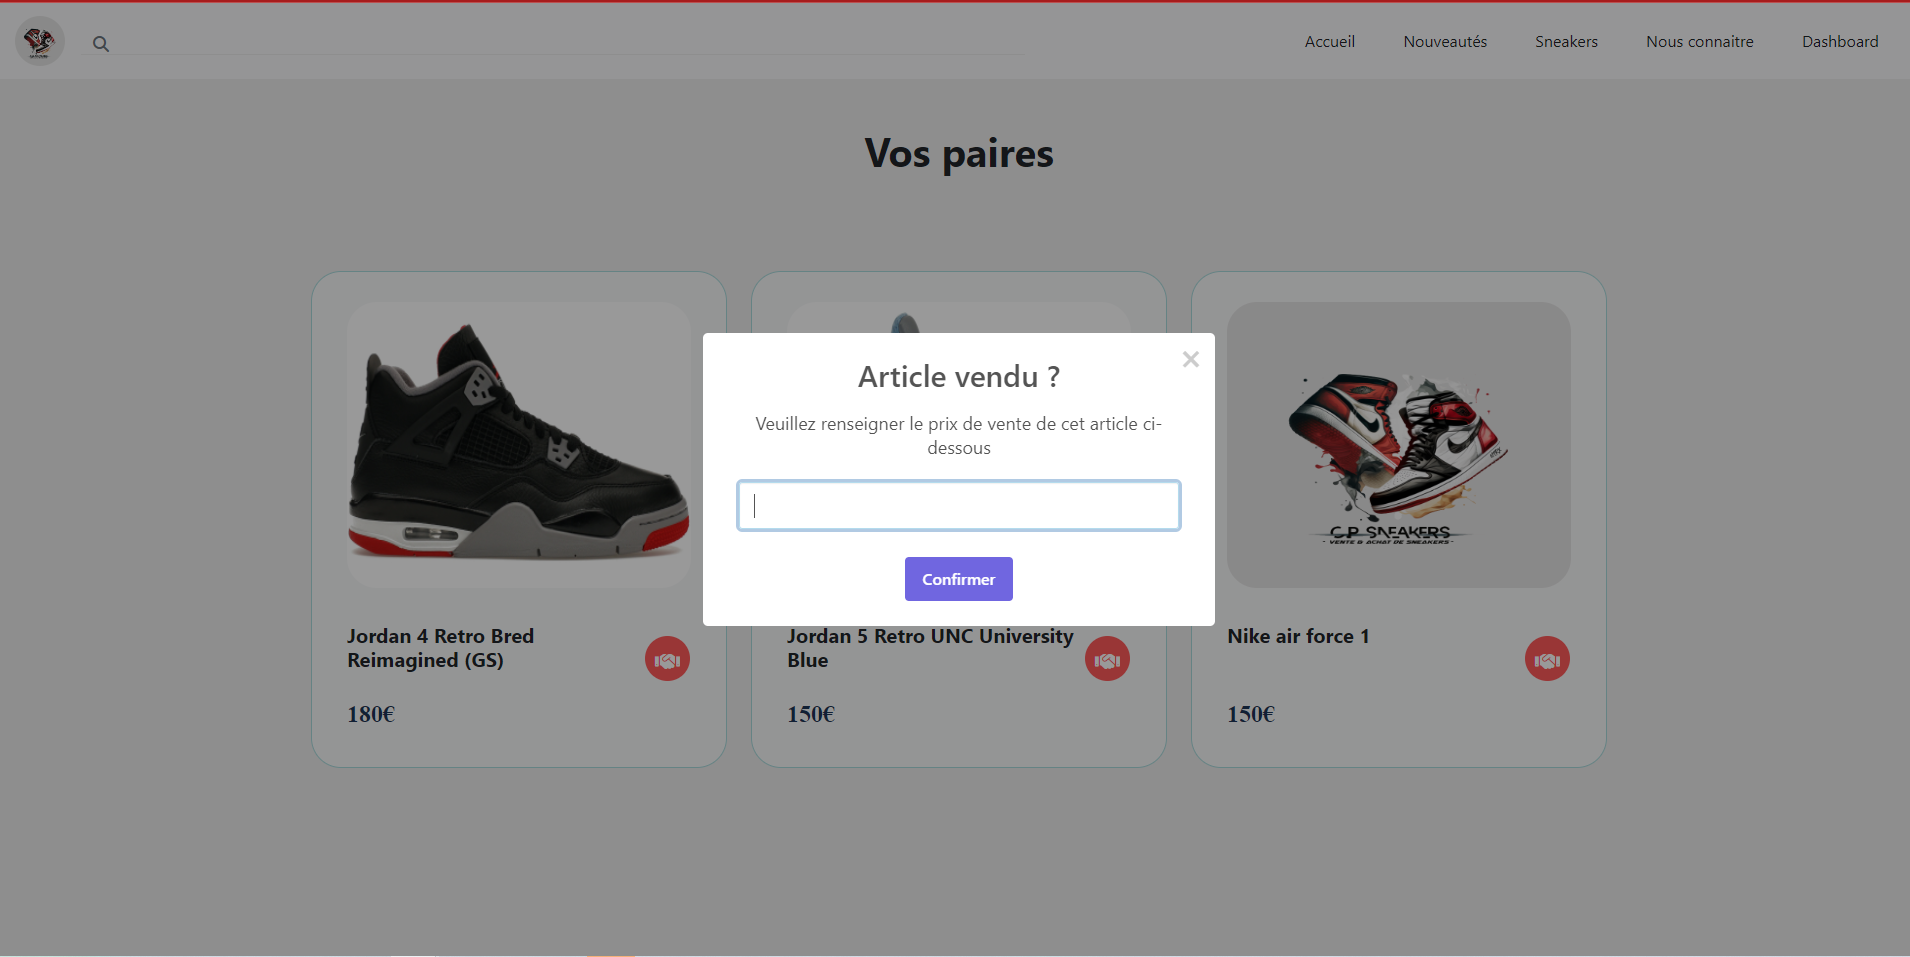 Accueil
Nouveautés
Sneakers
Nous connaitre
Dashboard
Vos paires
Article vendu ?
Veuillez renseigner le prix de vente de cet article ci-
dessous
Confirmer
C.P SNEAKERS
- VENTE & ACHAT DE SNEAKERS -
Jordan 4 Retro Bred
Reimagined (GS)
180€
Jordan 5 Retro UNC University
Blue
150€
Nike air force 1
150€